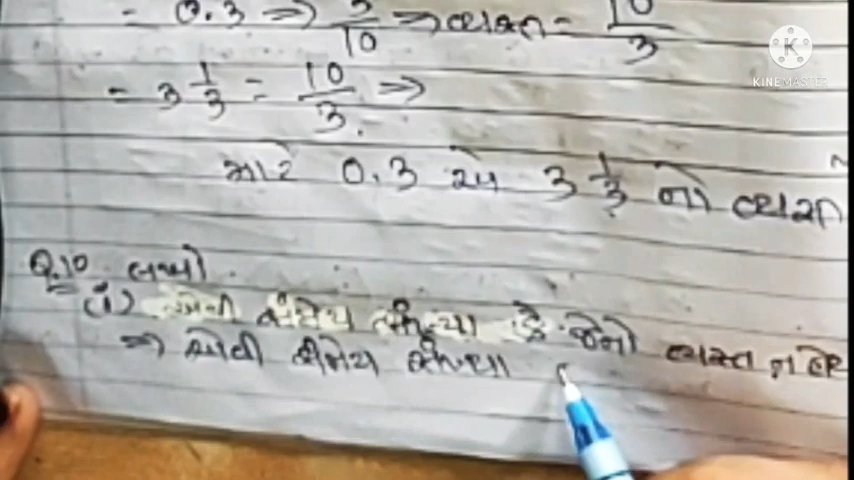 = 0.3 ⇒ 3/10 ⇒ વ્યસ્ત = 10/3
= 3 1/3 = 10/3 ⇒
માટે 0.3 એ 3 1/3 નો વ્યસ્ત
Q.10 લખો.
(i) એવી સંમેય સંખ્યા કે જેનો વ્યસ્ત ન હોય
⇒ એવી સંમેય સંખ્યા
KINEMASTER